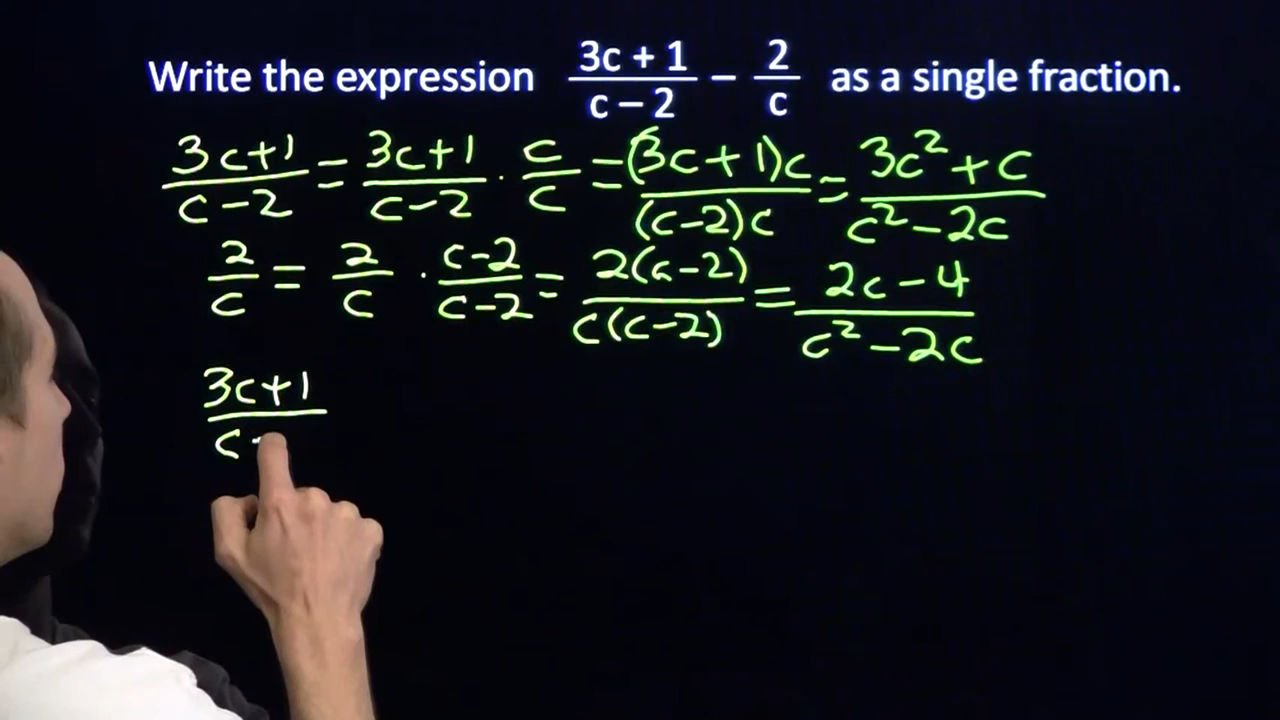 Write the expression (3c + 1)/(c – 2) – 2/c as a single fraction.
(3c+1)/(c-2) = (3c+1)/(c-2) · c/c = ((3c+1)c)/((c-2)c) = (3c²+c)/(c²-2c)
2/c = 2/c · (c-2)/(c-2) = (2(c-2))/(c(c-2)) = (2c-4)/(c²-2c)
(3c+1)/(c-